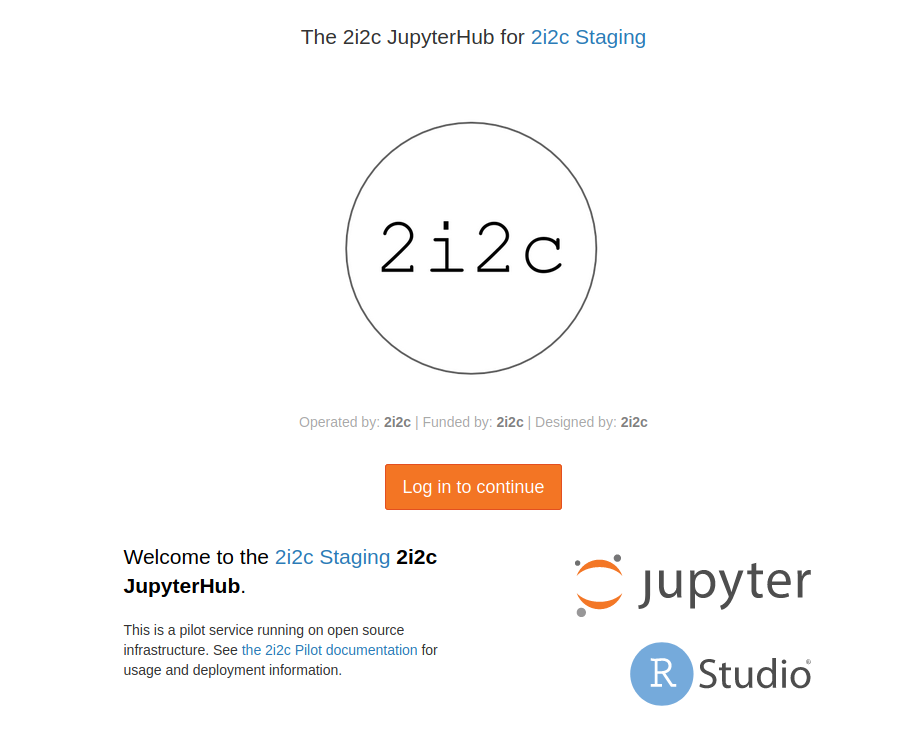 The 2i2c JupyterHub for 2i2c Staging
2i2c
Operated by: 2i2c | Funded by: 2i2c | Designed by: 2i2c
Log in to continue
Welcome to the 2i2c Staging 2i2c
JupyterHub.
This is a pilot service running on open source
infrastructure. See the 2i2c Pilot documentation for
usage and deployment information.
jupyter
R Studio®